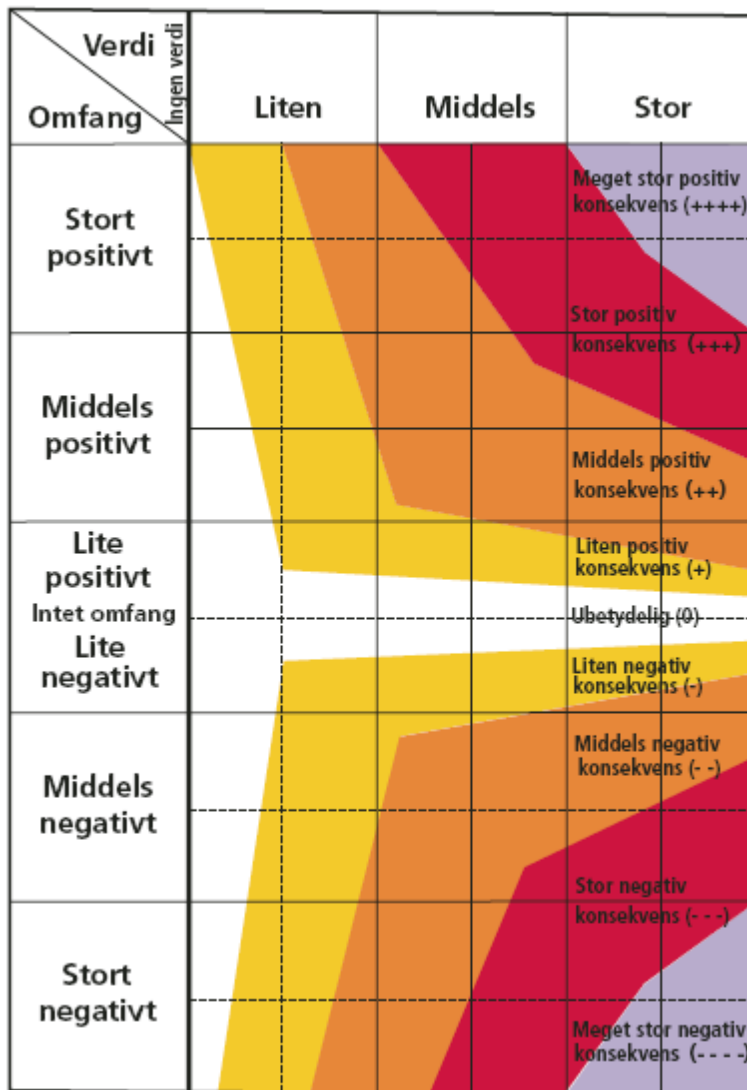 Verdi
Ingen verdi
Omfang
Liten
Middels
Stor
Stort
positivt
Meget stor positiv
konsekvens (++++)
Stor positiv
konsekvens (+++)
Middels
positivt
Middels positiv
konsekvens (++)
Lite
positivt
Liten positiv
konsekvens (+)
Intet omfang
Ubetydelig (0)
Lite
negativt
Liten negativ
konsekvens (-)
Middels
negativt
Middels negativ
konsekvens (- -)
Stor negativ
konsekvens (- - -)
Stort
negativt
Meget stor negativ
konsekvens (- - - -)